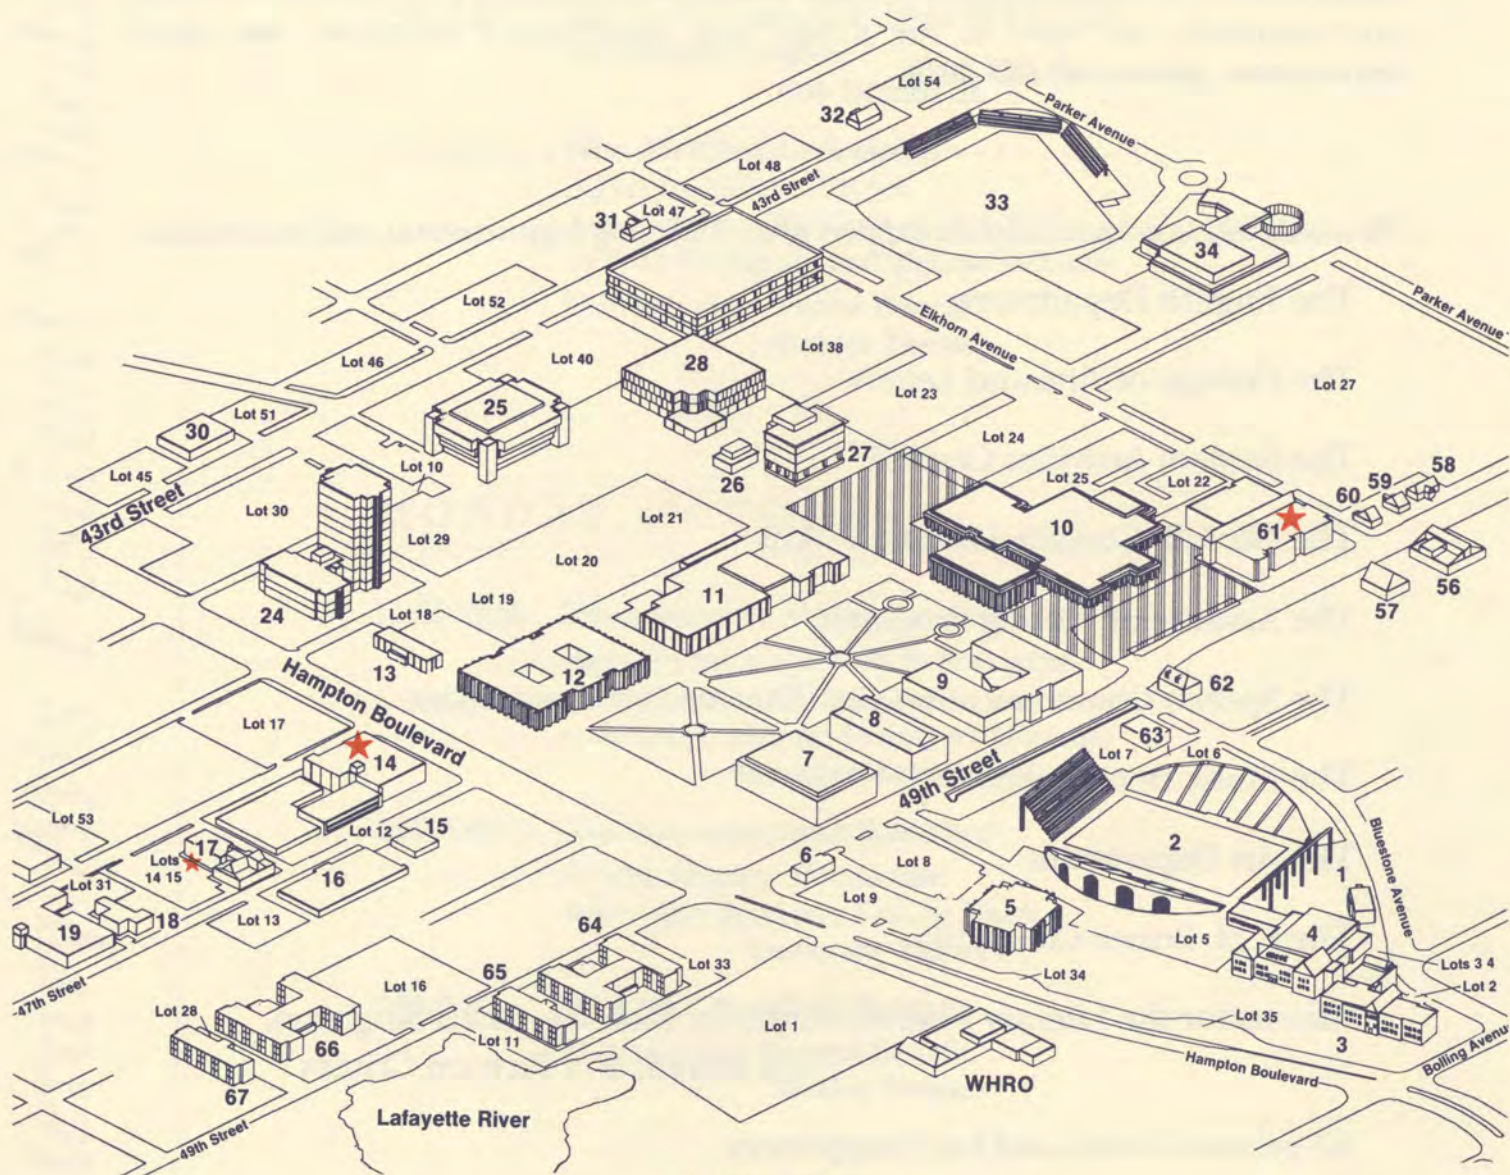 Lot 54
Parker Avenue
32
Lot 48
43rd Street
33
31
Lot 47
34
Lot 52
Parker Avenue
Elkhorn Avenue
Lot 46
Lot 40
28
Lot 38
Lot 27
25
Lot 23
Lot 51
30
Lot 24
27
Lot 45
Lot 10
26
Lot 25
Lot 22
60
59
58
43rd Street
Lot 30
Lot 21
10
61
Lot 29
Lot 20
56
57
24
Lot 18
Lot 19
11
13
12
Hampton Boulevard
9
62
Lot 17
8
63
14
7
Lot 7
Lot 6
49th Street
Lot 53
Lot 12
15
17
Lots
14 15
6
Lot 8
2
Bluestone Avenue
16
Lot 31
Lot 9
5
1
Lot 13
18
19
64
Lot 5
4
65
Lot 33
Lot 34
Lots 3 4
Lot 2
47th Street
Lot 16
Lot 28
Lot 1
Lot 35
66
Lot 11
3
Hampton Boulevard
Bolling Avenue
67
WHRO
Lafayette River
49th Street